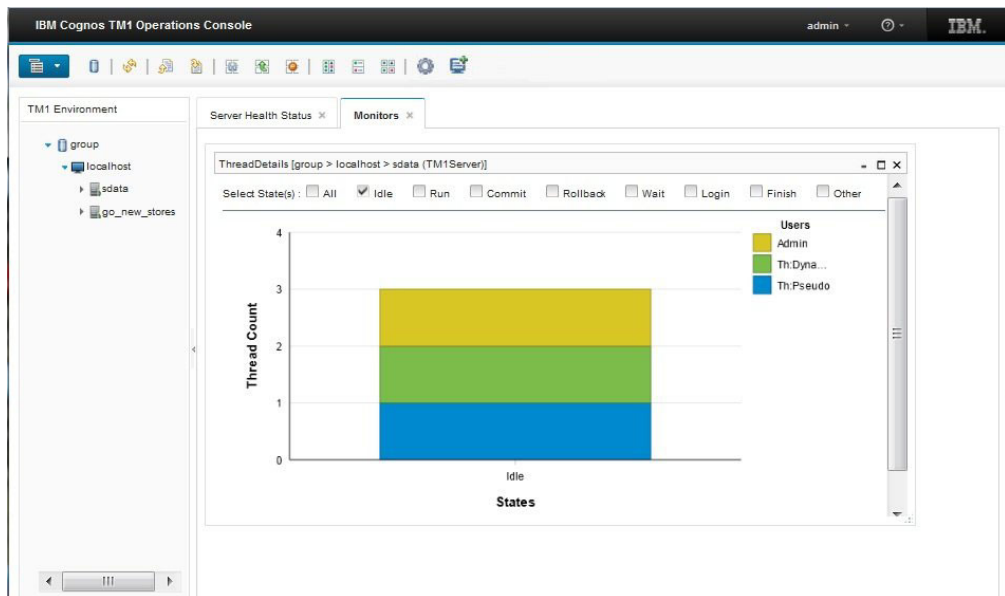 IBM Cognos TM1 Operations Console
admin
?
IBM.
TM1 Environment
group
localhost
sdata
go_new_stores
Server Health Status ×
Monitors ×
ThreadDetails [group > localhost > sdata (TM1Server)]
Select State(s) : All Idle Run Commit Rollback Wait Login Finish Other
Users
Admin
Th:Dyna...
Th:Pseudo
Thread Count
4
3
2
1
0
Idle
States